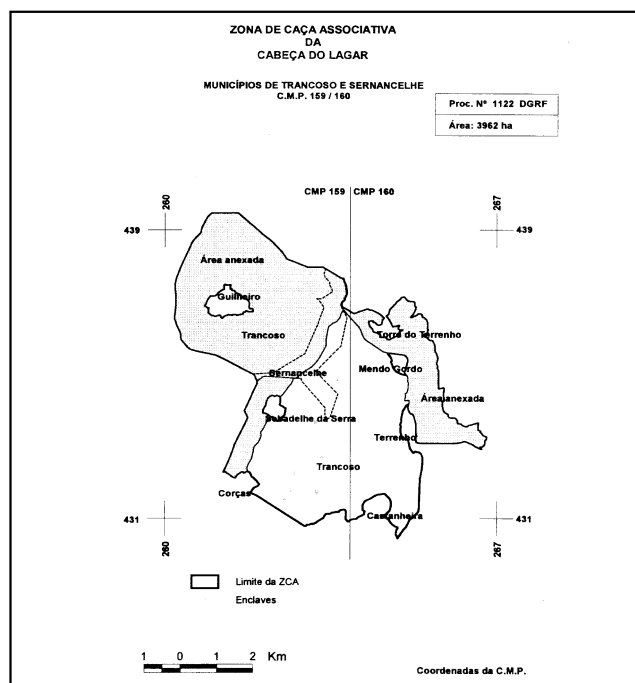 ZONA DE CAÇA ASSOCIATIVA
DA
CABEÇA DO LAGAR
MUNICÍPIOS DE TRANCOSO E SERNANCELHE
C.M.P. 159 / 160
Proc. Nº 1122 DGRF
Área: 3962 ha
CMP 159 CMP 160
260
267
439
439
Área anexada
Guilheiro
Trancoso
Torre do Terrenho
Sernancelhe
Mendo Gordo
Área anexada
Sebadelhe da Serra
Terrenho
Trancoso
Corças
Castanheira
431
431
260
267
Limite da ZCA
Enclaves
1 0 1 2 Km
Coordenadas da C.M.P.